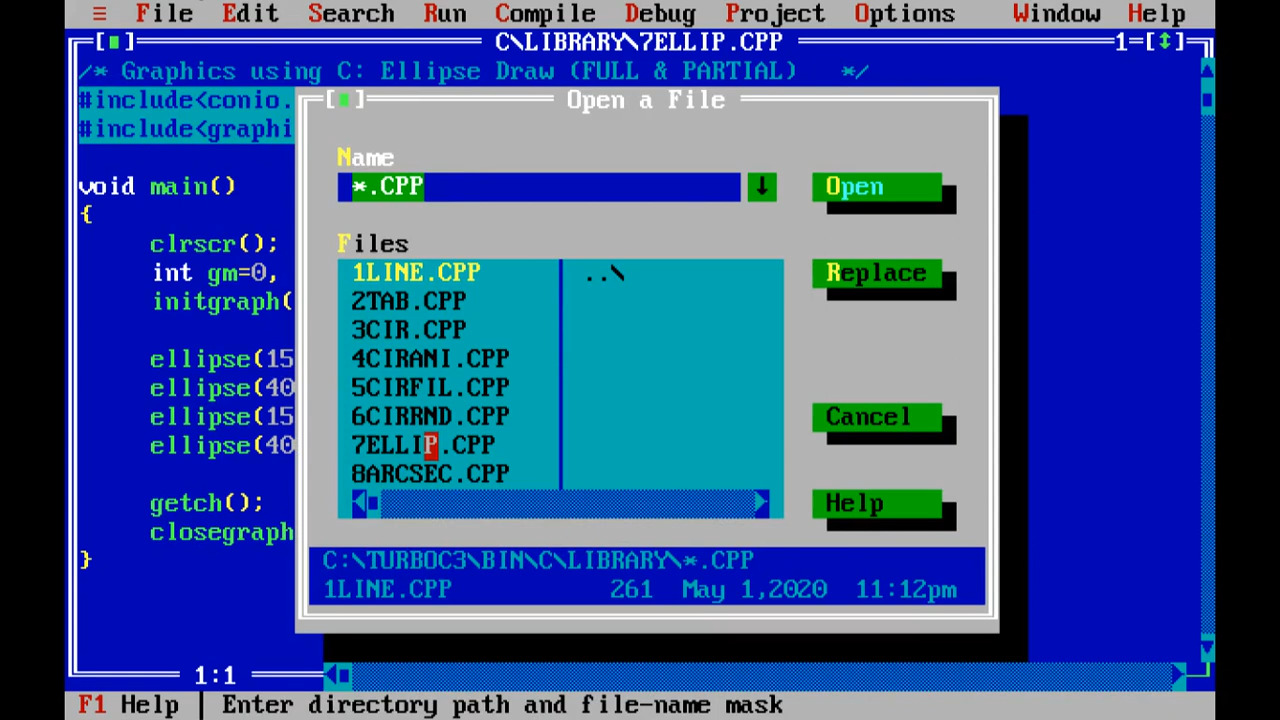 ≡ File Edit Search Run Compile Debug Project Options Window Help
[■] C\LIBRARY\7ELLIP.CPP 1=[↕]
/* Graphics using C: Ellipse Draw (FULL & PARTIAL) */
#include<conio.
#include<graphi
void main()
{
clrscr();
int gm=0,
initgraph(
ellipse(15
ellipse(40
ellipse(15
ellipse(40
getch();
closegraph
}
1:1
[■] Open a File
Name
*.CPP ↓ Open
Files
1LINE.CPP ..\ Replace
2TAB.CPP
3CIR.CPP
4CIRANI.CPP
5CIRFIL.CPP
6CIRRND.CPP Cancel
7ELLIP.CPP
8ARCSEC.CPP
Help
C:\TURBOC3\BIN\C\LIBRARY\*.CPP
1LINE.CPP 261 May 1,2020 11:12pm
F1 Help │ Enter directory path and file-name mask